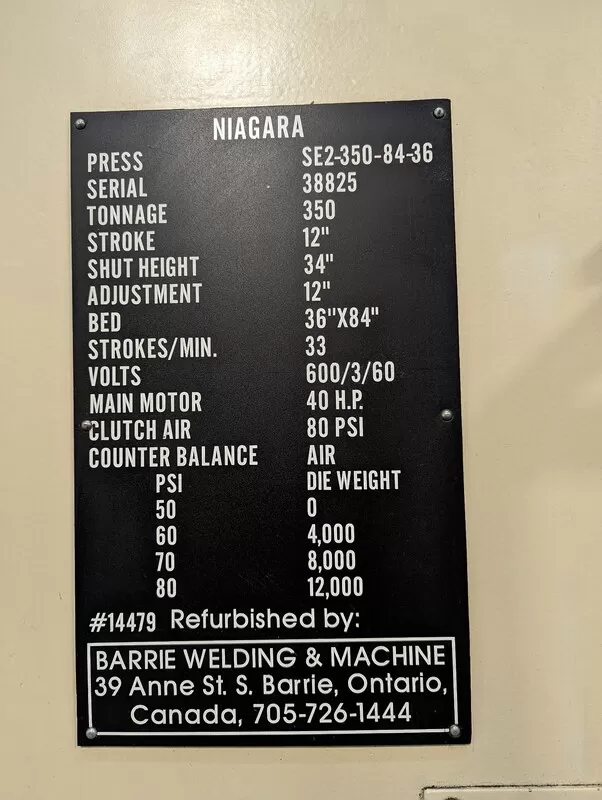 NIAGARA
PRESS SE2-350-84-36
SERIAL 38825
TONNAGE 350
STROKE 12"
SHUT HEIGHT 34"
ADJUSTMENT 12"
BED 36"X84"
STROKES/MIN. 33
VOLTS 600/3/60
MAIN MOTOR 40 H.P.
CLUTCH AIR 80 PSI
COUNTER BALANCE AIR
PSI DIE WEIGHT
50 0
60 4,000
70 8,000
80 12,000
#14479 Refurbished by:
BARRIE WELDING & MACHINE
39 Anne St. S. Barrie, Ontario,
Canada, 705-726-1444